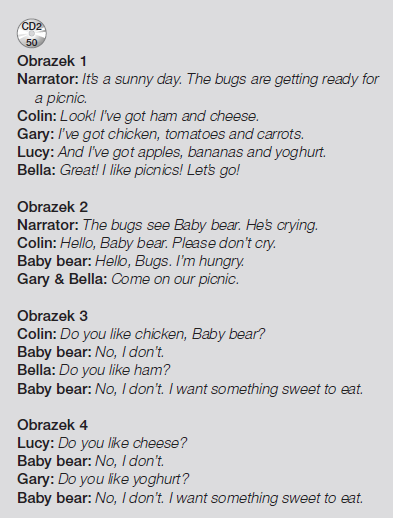 CD2
50
Obrazek 1
Narrator: It's a sunny day. The bugs are getting ready for
a picnic.
Colin: Look! I've got ham and cheese.
Gary: I've got chicken, tomatoes and carrots.
Lucy: And I've got apples, bananas and yoghurt.
Bella: Great! I like picnics! Let's go!
Obrazek 2
Narrator: The bugs see Baby bear. He's crying.
Colin: Hello, Baby bear. Please don't cry.
Baby bear: Hello, Bugs. I'm hungry.
Gary & Bella: Come on our picnic.
Obrazek 3
Colin: Do you like chicken, Baby bear?
Baby bear: No, I don't.
Bella: Do you like ham?
Baby bear: No, I don't. I want something sweet to eat.
Obrazek 4
Lucy: Do you like cheese?
Baby bear: No, I don't.
Gary: Do you like yoghurt?
Baby bear: No, I don't. I want something sweet to eat.